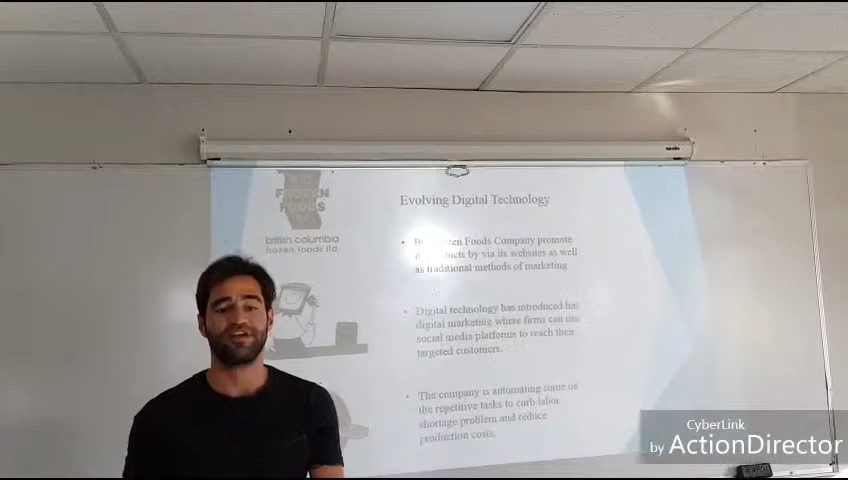 apollo
BC
FROZEN
FOODS
british columbia
frozen foods ltd.
Evolving Digital Technology
Frozen Foods Company promote
by via its websites as well
as traditional methods of marketing
Digital technology has introduced
digital marketing where firms can use
social media platforms to reach their
targeted customers.
The company is automating some of
the repetitive tasks to curb labor
shortage problem and reduce
production costs.
CyberLink
by ActionDirector